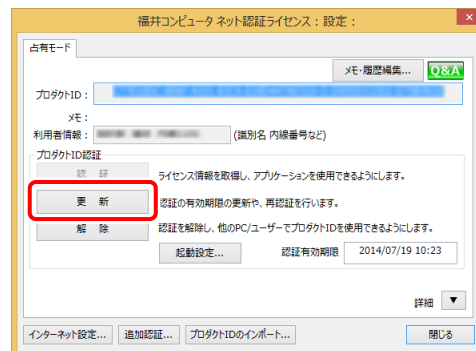 福井コンピュータ ネット認証ライセンス：設定：
占有モード
メモ・履歴編集... Q&A
プロダクトID：
メモ：
利用者情報： (識別名 内線番号など)
プロダクトID認証
認　証 ライセンス情報を取得し、アプリケーションを使用できるようにします。
更　新 認証の有効期限の更新や、再認証を行います。
解　除 認証を解除し、他のPC/ユーザーでプロダクトIDを使用できるようにします。
起動設定... 認証有効期限 2014/07/19 10:23
詳細 ▼
インターネット設定... 追加認証... プロダクトIDのインポート... 閉じる